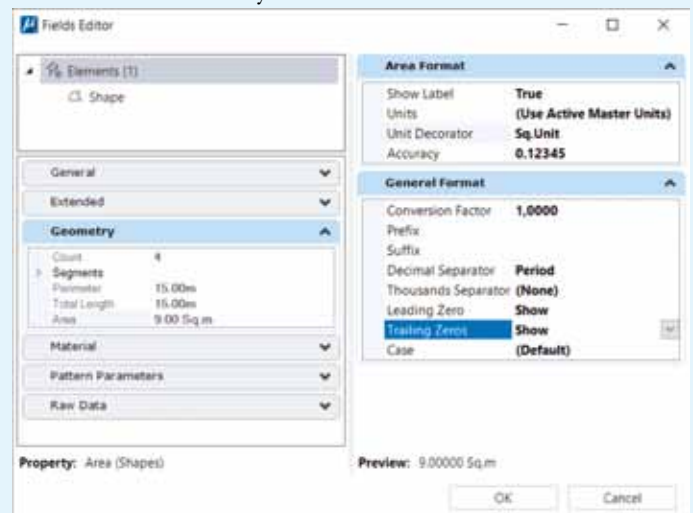 Fields Editor
Elements (1)
Shape
General
Extended
Geometry
Count 4
Segments
Perimeter 15.00m
Total Length 15.00m
Area 9.00 Sq.m
Material
Pattern Parameters
Raw Data
Property: Area (Shapes)
Area Format
Show Label True
Units (Use Active Master Units)
Unit Decorator Sq.Unit
Accuracy 0.12345
General Format
Conversion Factor 1,0000
Prefix
Suffix
Decimal Separator Period
Thousands Separator (None)
Leading Zero Show
Trailing Zeros Show
Case (Default)
Preview: 9.00000 Sq.m
OK Cancel